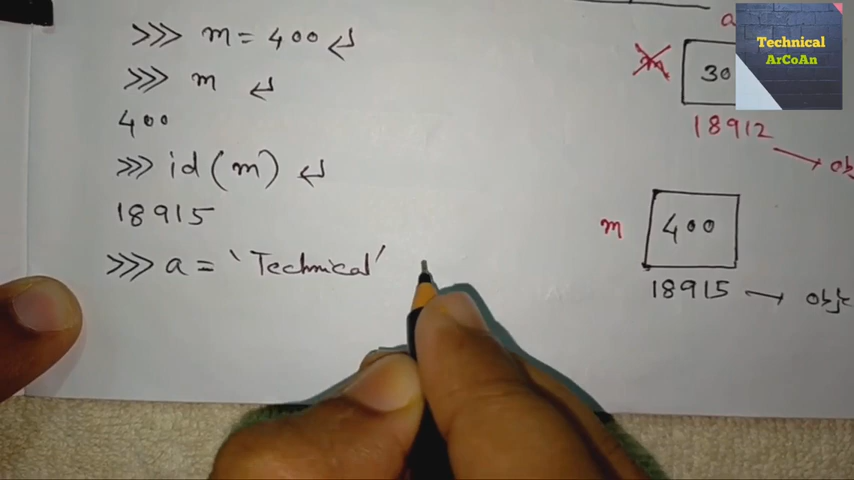 >>> m = 400 ↵
>>> m ↵
400
>>> id (m) ↵
18915
>>> a = 'Technical'
a
m
30
18912
m
400
18915 → obj
Technical
ArCoAn